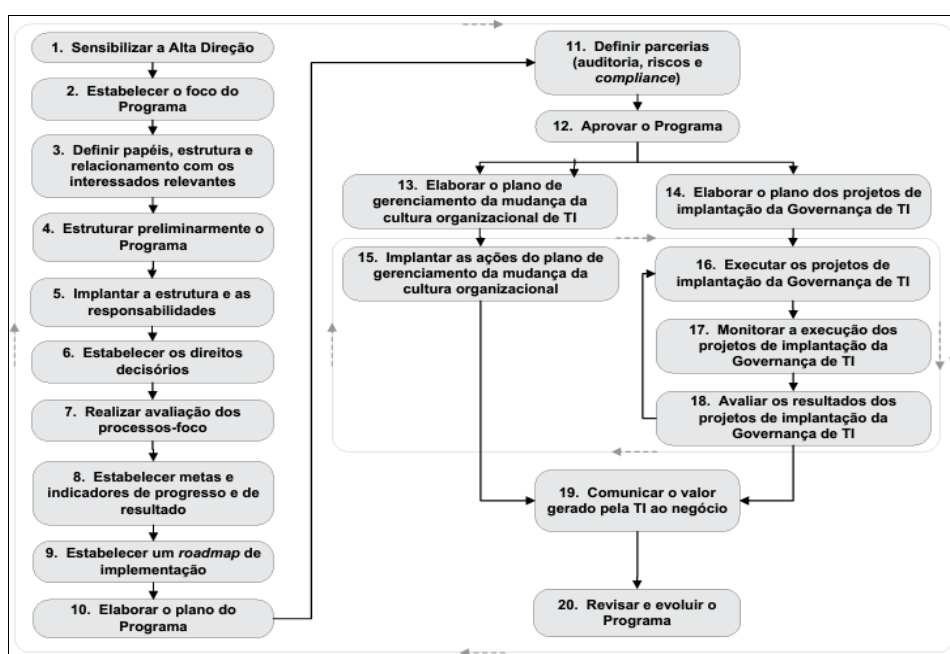 1. Sensibilizar a Alta Direção
2. Estabelecer o foco do
Programa
3. Definir papéis, estrutura e
relacionamento com os
interessados relevantes
4. Estruturar preliminarmente o
Programa
5. Implantar a estrutura e as
responsabilidades
6. Estabelecer os direitos
decisórios
7. Realizar avaliação dos
processos-foco
8. Estabelecer metas e
indicadores de progresso e de
resultado
9. Estabelecer um roadmap de
implementação
10. Elaborar o plano do
Programa
11. Definir parcerias
(auditoria, riscos e
compliance)
12. Aprovar o Programa
13. Elaborar o plano de
gerenciamento da mudança da
cultura organizacional de TI
14. Elaborar o plano dos projetos de
implantação da Governança de TI
15. Implantar as ações do plano de
gerenciamento da mudança da
cultura organizacional
16. Executar os projetos de
implantação da Governança de TI
17. Monitorar a execução dos
projetos de implantação da
Governança de TI
18. Avaliar os resultados dos
projetos de implantação da
Governança de TI
19. Comunicar o valor
gerado pela TI ao negócio
20. Revisar e evoluir o
Programa